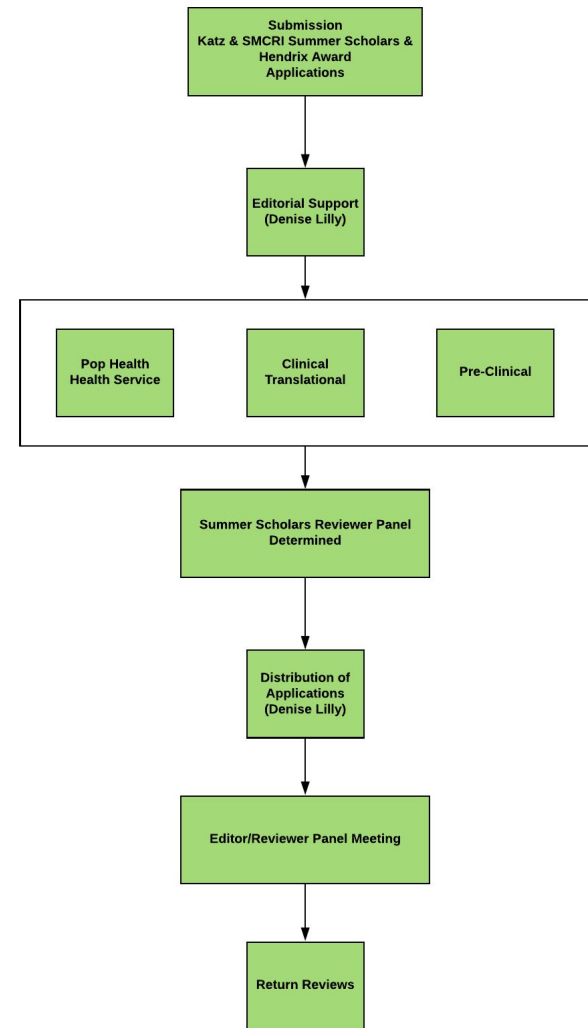 Submission
Katz & SMCRI Summer Scholars &
Hendrix Award
Applications
Editorial Support
(Denise Lilly)
Pop Health
Health Service
Clinical
Translational
Pre-Clinical
Summer Scholars Reviewer Panel
Determined
Distribution of
Applications
(Denise Lilly)
Editor/Reviewer Panel Meeting
Return Reviews